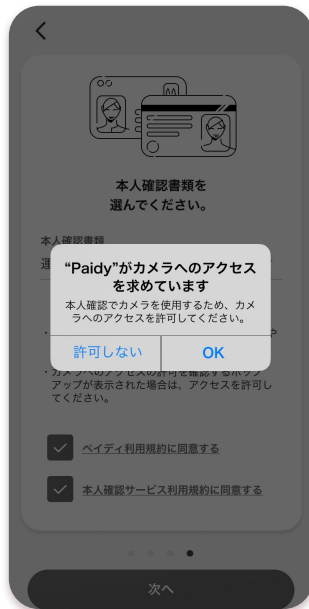 本人確認書類を
選んでください。
本人確認書類
“Paidy”がカメラへのアクセス
を求めています
本人確認でカメラを使用するため、カメ
ラへのアクセスを許可してください。
許可しない
OK
・カメラへのアクセスの許可を確認するポップ
アップが表示された場合は、アクセスを許可し
てください。
ペイディ利用規約に同意する
本人確認サービス利用規約に同意する
次へ